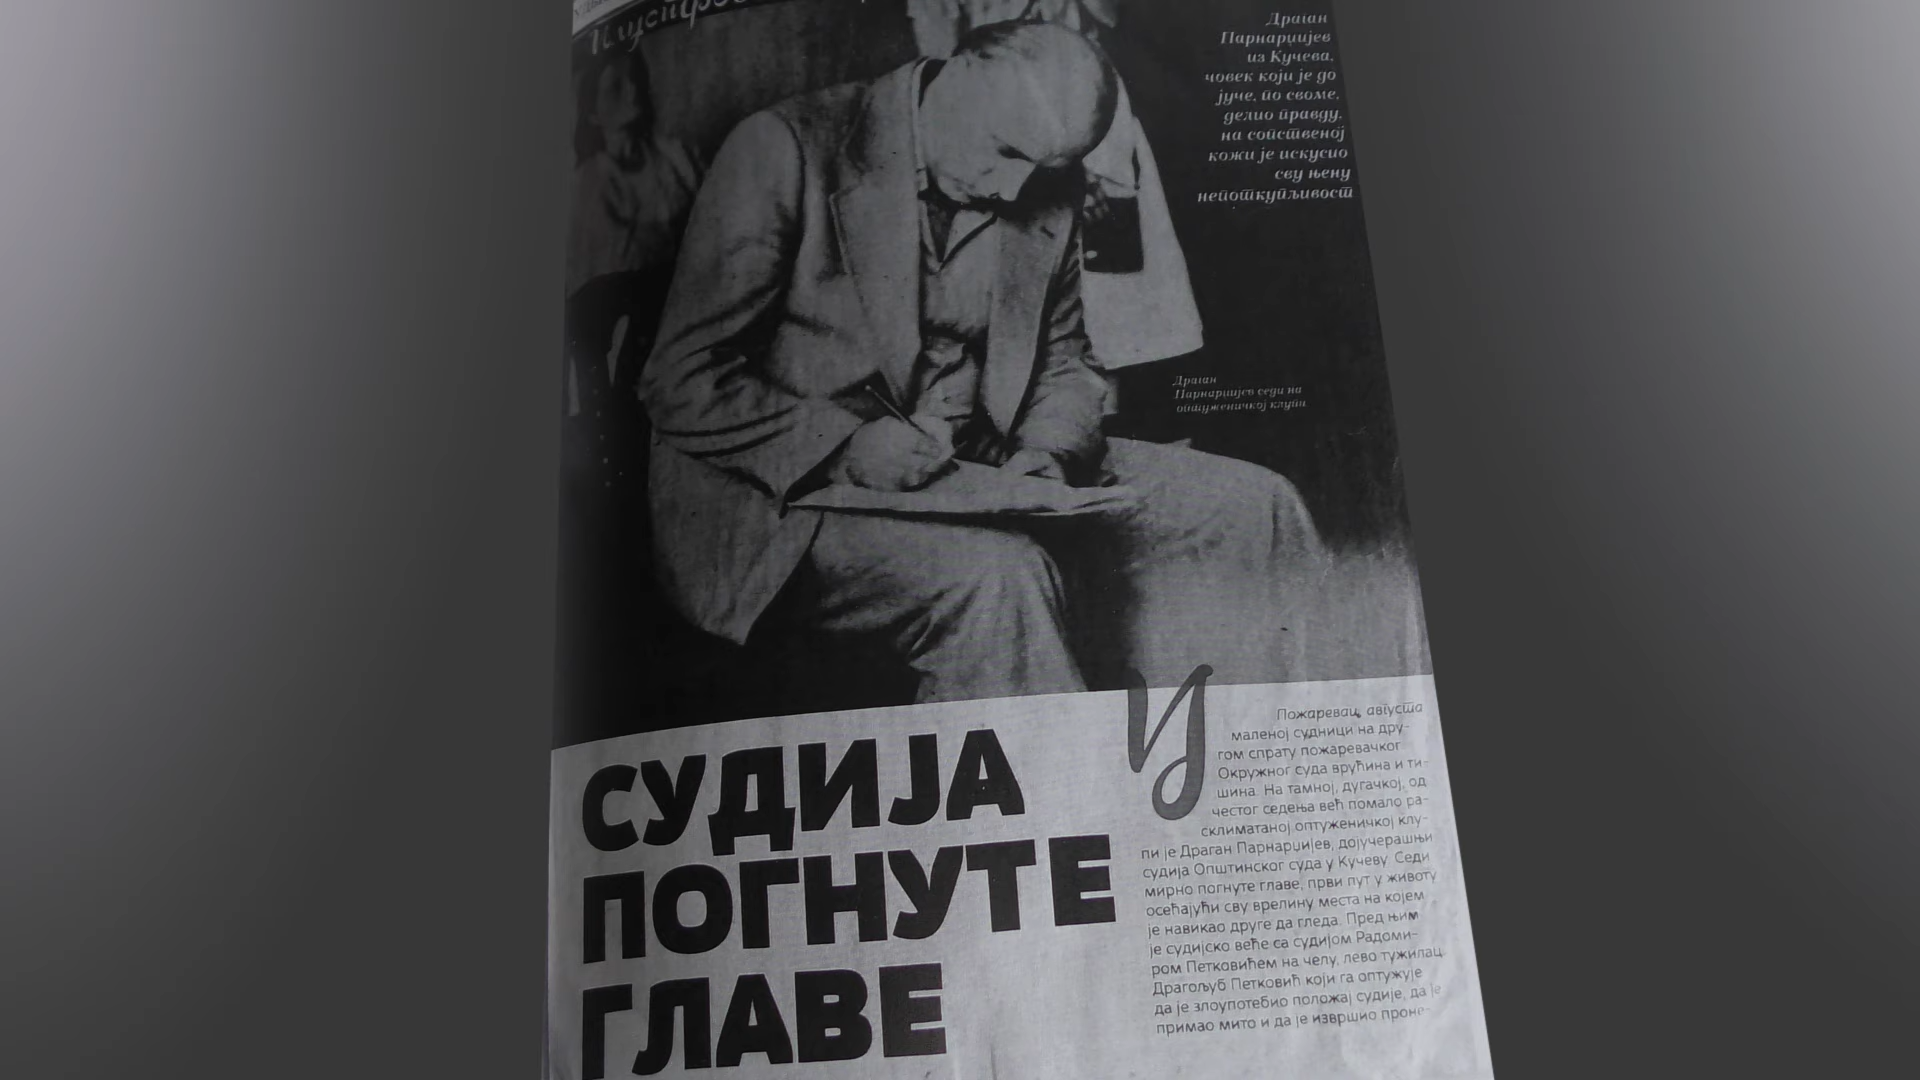 Драган
Парнарџијев
из Кучева,
човек који је до
јуче, по своме,
делио правду,
на сопственој
кожи је искусио
сву њену
непоткупљивост
Драган
Парнарџијев седи на
оптуженичкој клупи
СУДИЈА
ПОГНУТЕ
ГЛАВЕ
Пожаревац, августа
У маленој судници на дру-
гом спрату пожаревачког
Окружног суда врућина и ти-
шина. На тамној, дугачкој, од
честог седења већ помало ра-
склиматаној оптуженичкој клу-
пи је Драган Парнарџијев, дојучерашњи
судија Општинског суда у Кучеву. Седи
мирно погнуте главе, први пут у животу
осећајући сву врелину места на којем
је навикао друге да гледа. Пред њим
је судијско веће са судијом Радоми-
ром Петковићем на челу, лево тужилац
Драгољуб Петковић који га оптужује
да је злоупотебио положај судије, да је
примао мито и да је извршио проне-